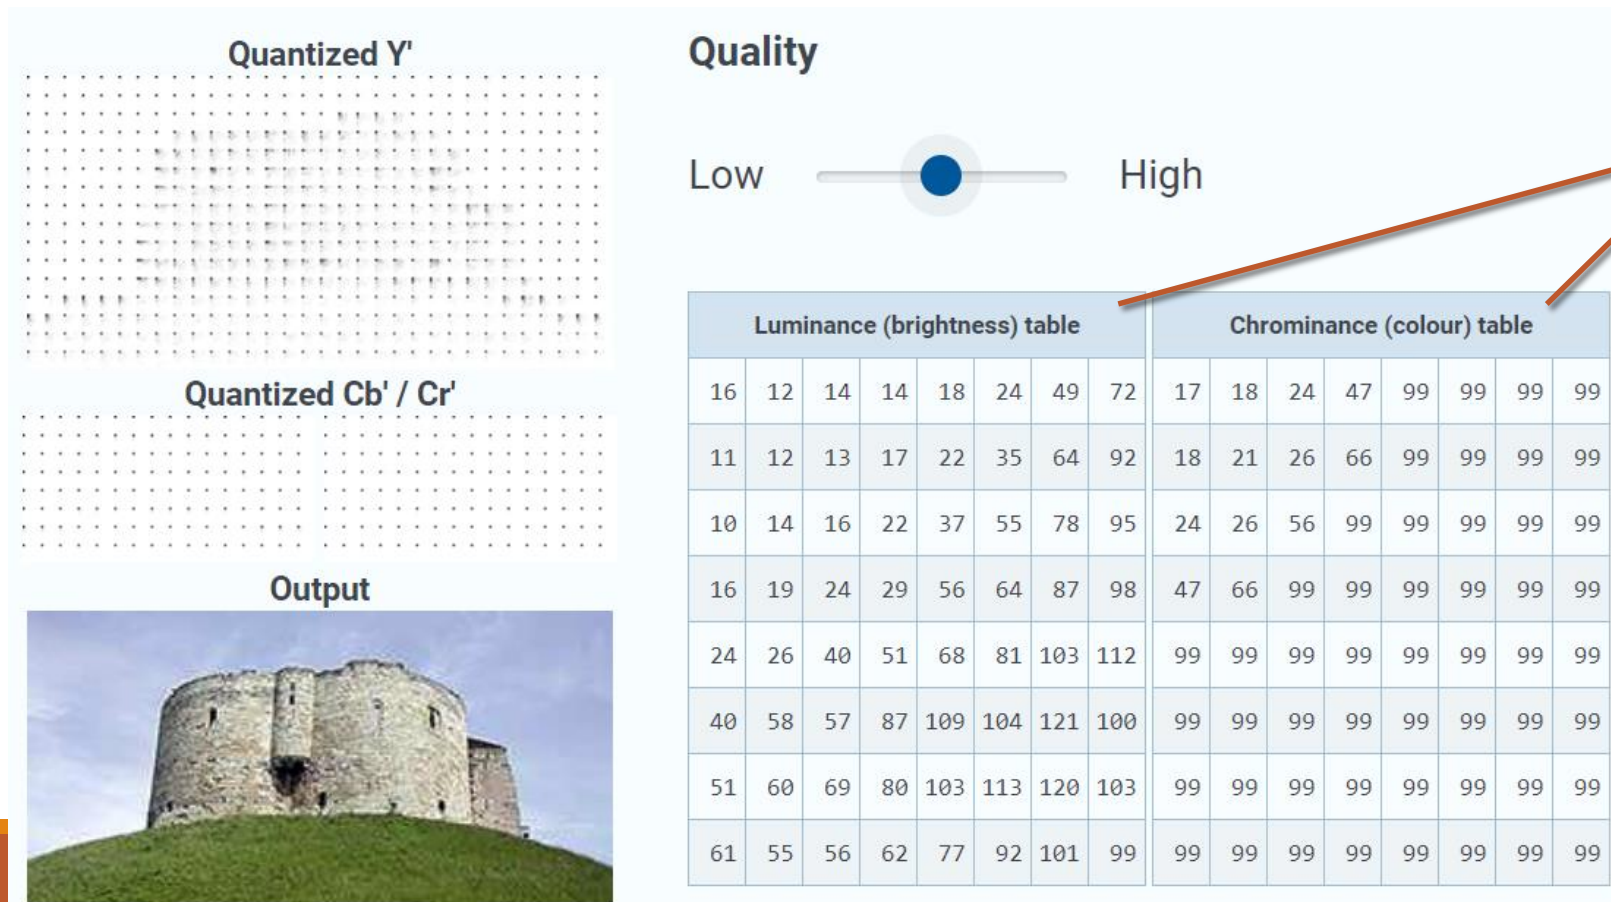 Quantized Y'
Quantized Cb' / Cr'
Output
Quality
Low High
Luminance (brightness) table
16 12 14 14 18 24 49 72
11 12 13 17 22 35 64 92
10 14 16 22 37 55 78 95
16 19 24 29 56 64 87 98
24 26 40 51 68 81 103 112
40 58 57 87 109 104 121 100
51 60 69 80 103 113 120 103
61 55 56 62 77 92 101 99
Chrominance (colour) table
17 18 24 47 99 99 99 99
18 21 26 66 99 99 99 99
24 26 56 99 99 99 99 99
47 66 99 99 99 99 99 99
99 99 99 99 99 99 99 99
99 99 99 99 99 99 99 99
99 99 99 99 99 99 99 99
99 99 99 99 99 99 99 99